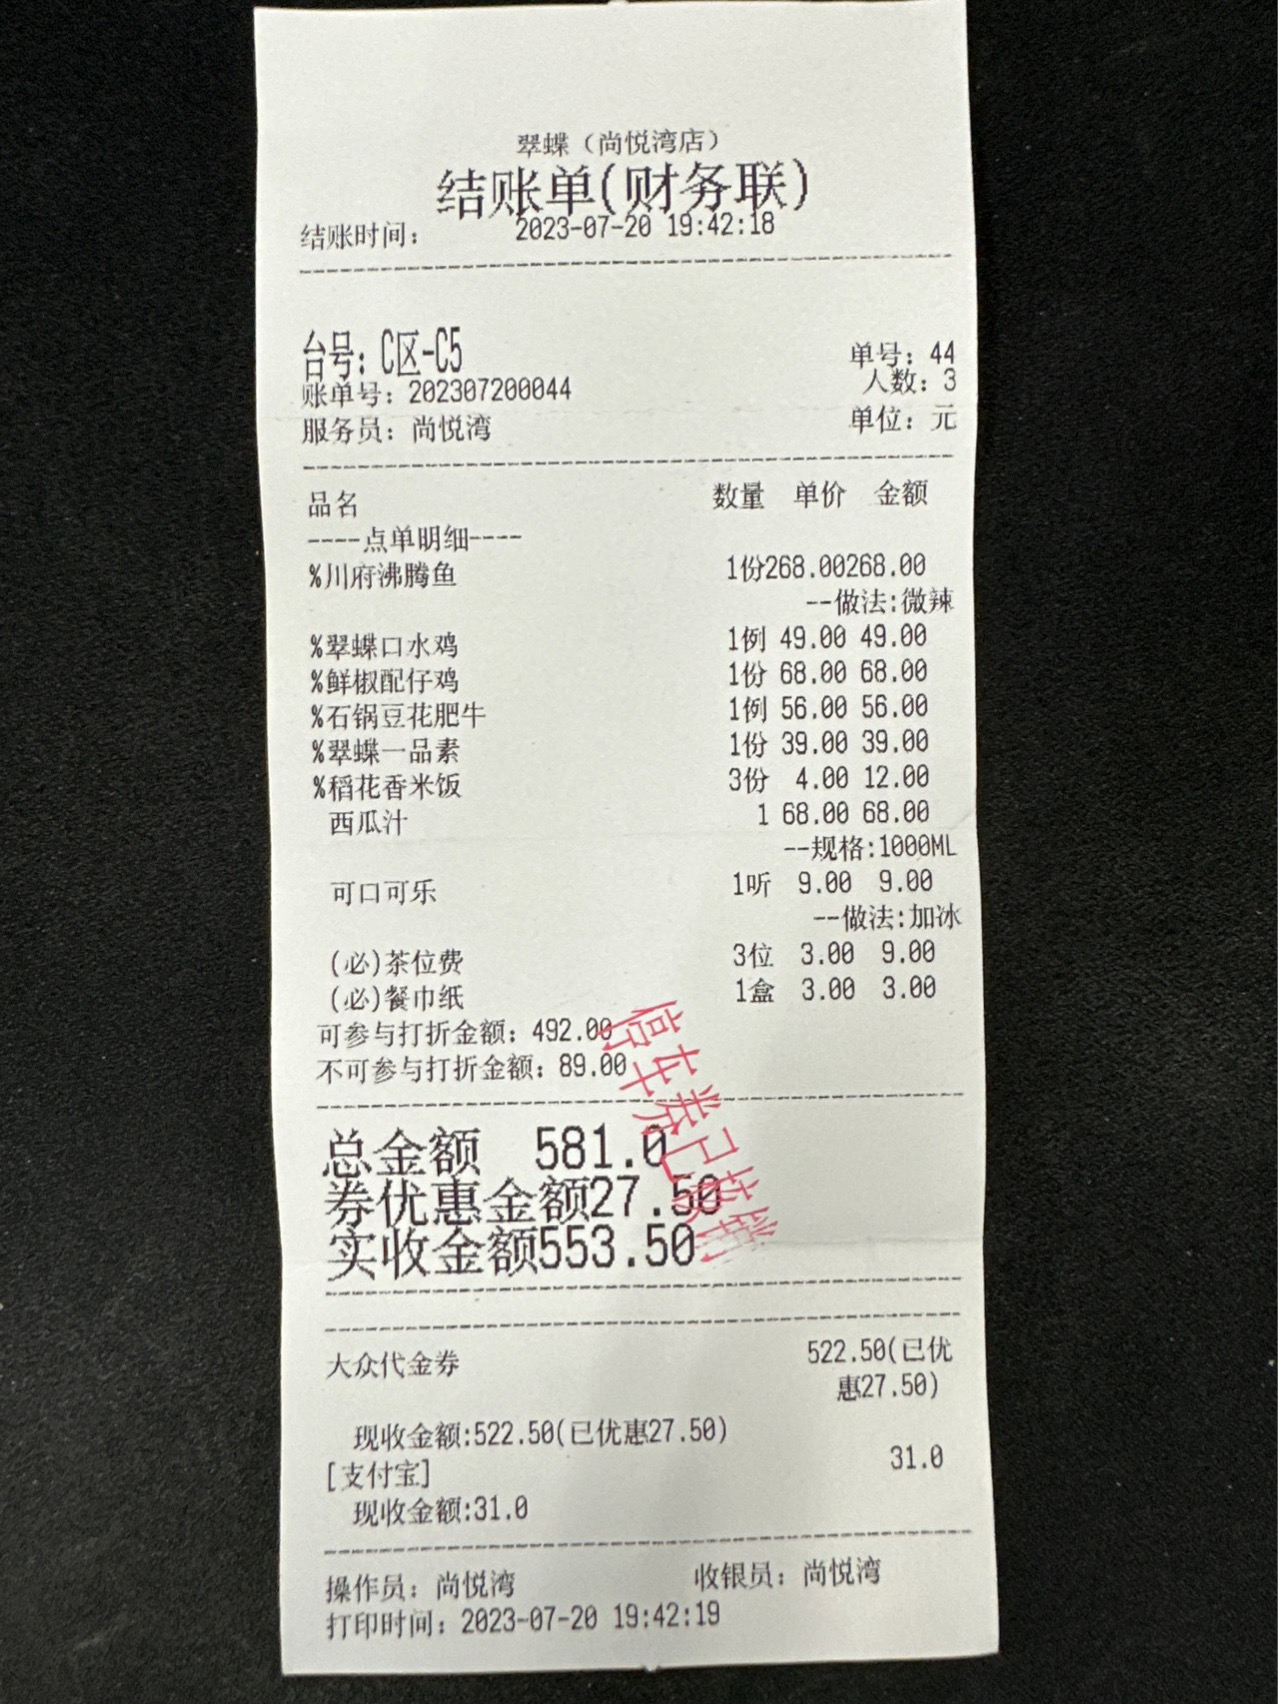 翠蝶（尚悦湾店）
结账单(财务联)
结账时间： 2023-07-20 19:42:18
台号：C区-C5
单号：44
账单号：202307200044 人数：3
服务员：尚悦湾 单位：元
品名 数量 单价 金额
----点单明细----
%川府沸腾鱼 1份268.00268.00
--做法:微辣
%翠蝶口水鸡 1例 49.00 49.00
%鲜椒配仔鸡 1份 68.00 68.00
%石锅豆花肥牛 1例 56.00 56.00
%翠蝶一品素 1份 39.00 39.00
%稻花香米饭 3份 4.00 12.00
西瓜汁 1 68.00 68.00
--规格:1000ML
可口可乐 1听 9.00 9.00
--做法:加冰
(必)茶位费 3位 3.00 9.00
(必)餐巾纸 1盒 3.00 3.00
可参与打折金额：492.00
不可参与打折金额：89.00
停车券已核销
总金额 581.0
券优惠金额27.50
实收金额553.50
大众代金券 522.50(已优
惠27.50)
现收金额:522.50(已优惠27.50)
[支付宝] 31.0
现收金额:31.0
操作员：尚悦湾 收银员：尚悦湾
打印时间：2023-07-20 19:42:19